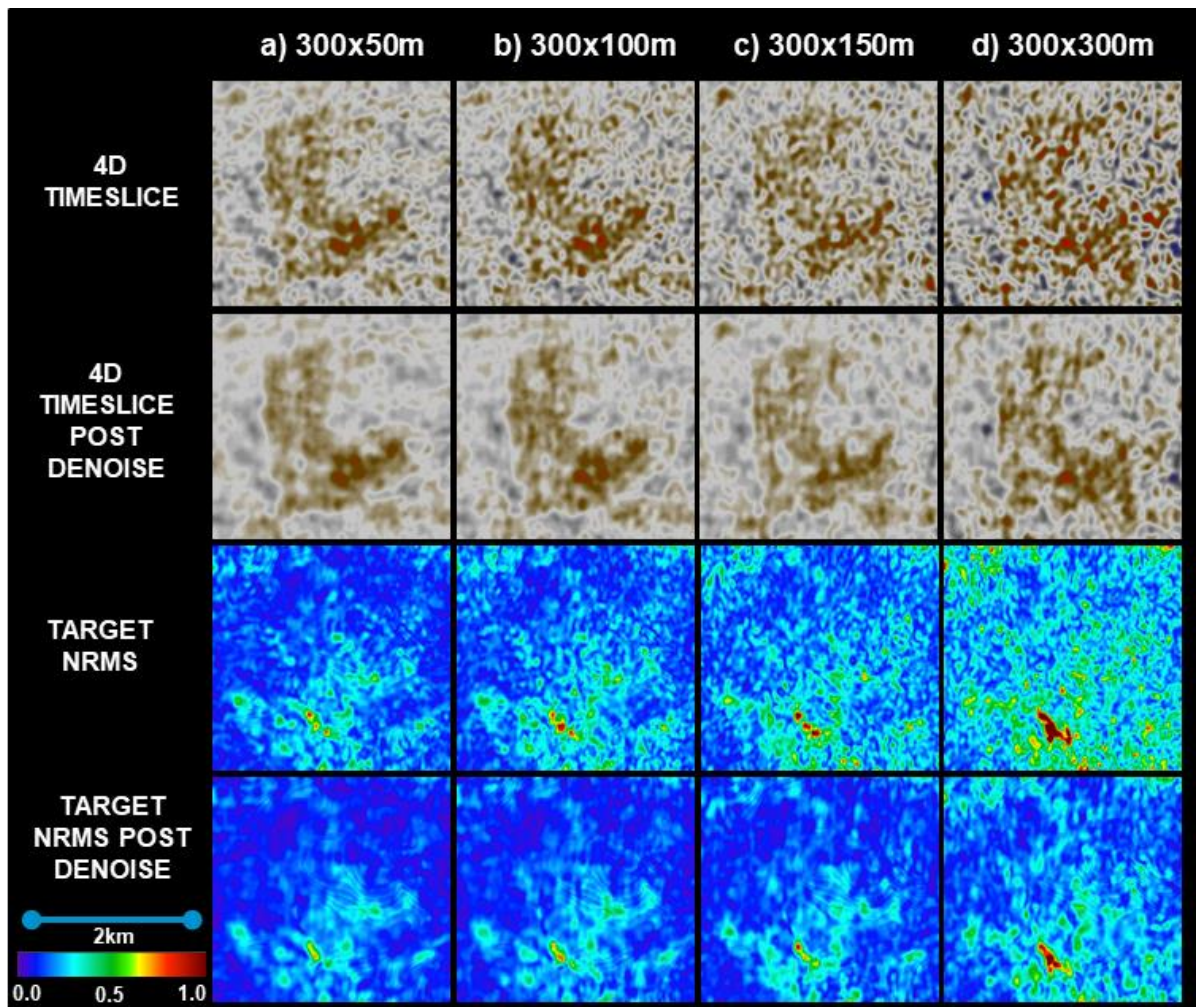 a) 300x50m
b) 300x100m
c) 300x150m
d) 300x300m
4D
TIMESLICE
4D
TIMESLICE
POST
DENOISE
TARGET
NRMS
TARGET
NRMS POST
DENOISE
2km
0.0
0.5
1.0